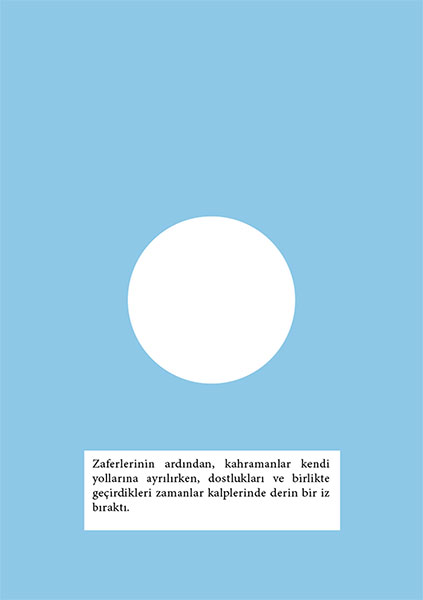 Zaferlerinin ardından, kahramanlar kendi
yollarına ayrılırken, dostlukları ve birlikte
geçirdikleri zamanlar kalplerinde derin bir iz
bıraktı.